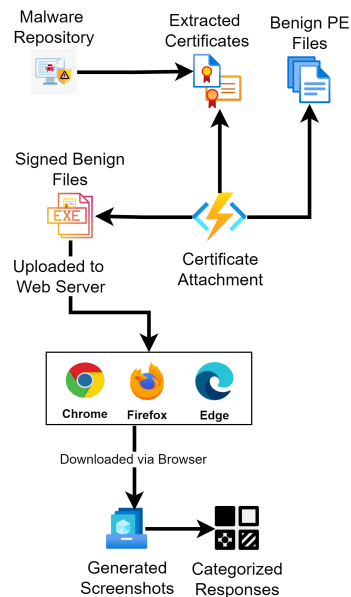 Malware
Repository
Extracted
Certificates
Benign PE
Files
Signed Benign
Files
EXE
Certificate
Attachment
Uploaded to
Web Server
Chrome
Firefox
Edge
Downloaded via Browser
Generated
Screenshots
Categorized
Responses